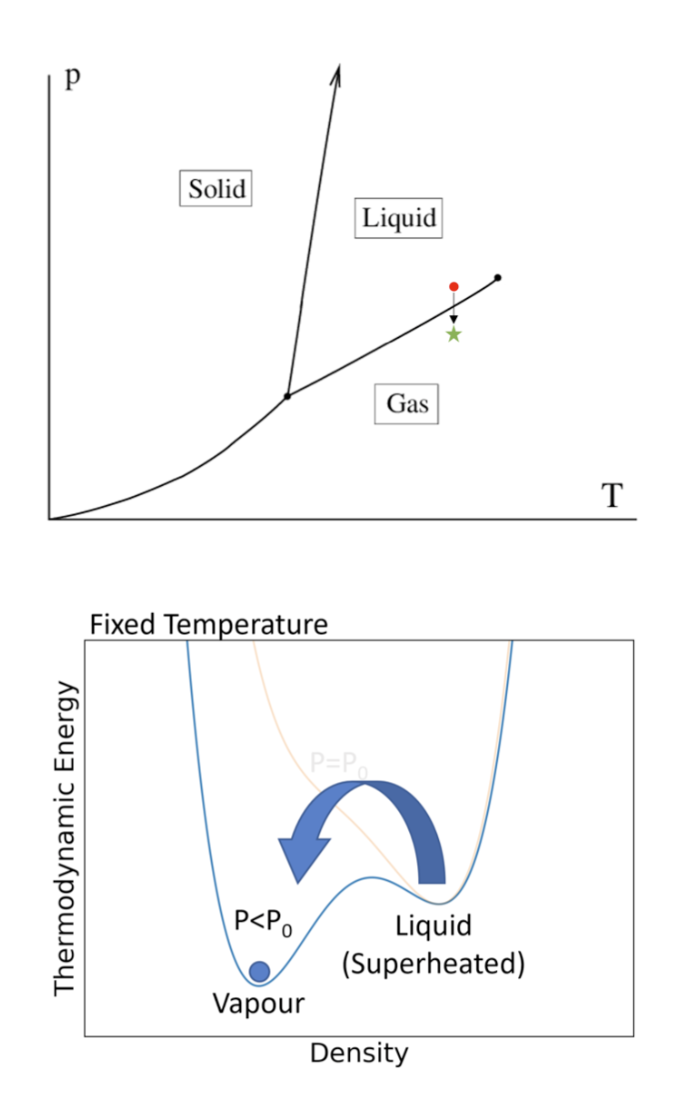 p
Solid
Liquid
Gas
T
Fixed Temperature
Thermodynamic Energy
P=P₀
P<P₀
Liquid
(Superheated)
Vapour
Density